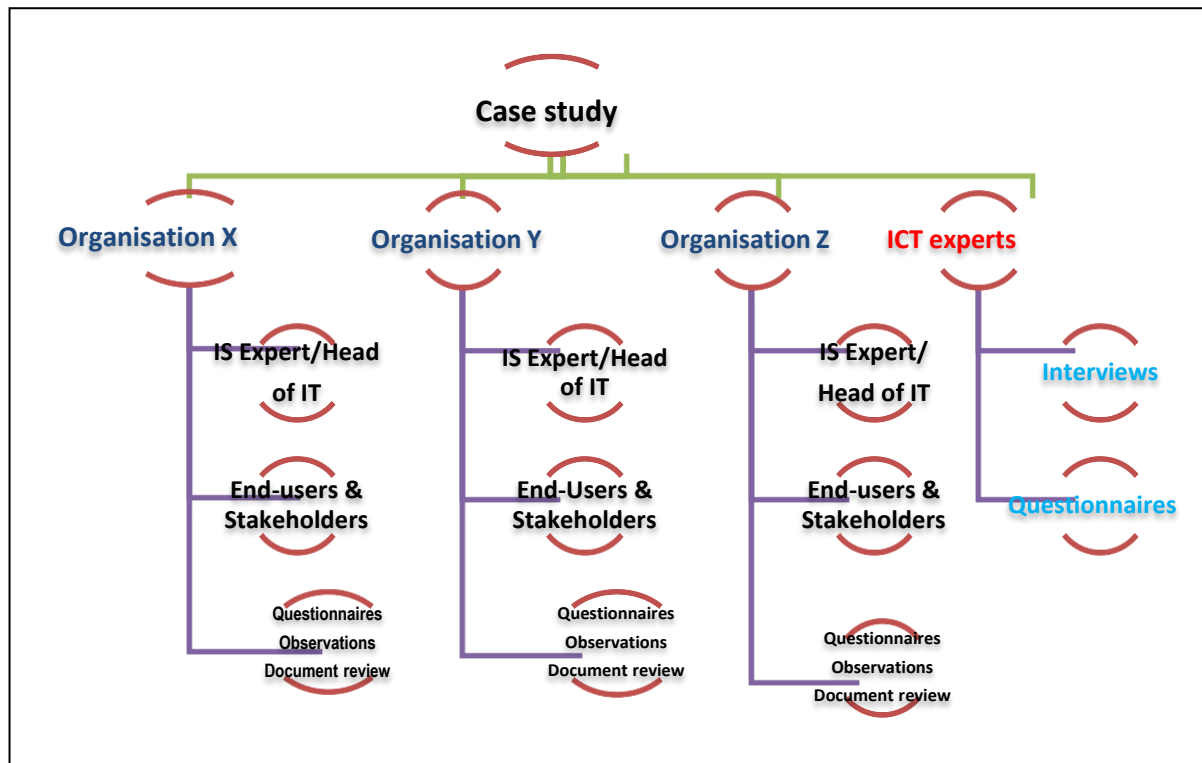 Case study
Organisation X
Organisation Y
Organisation Z
ICT experts
IS Expert/Head
of IT
IS Expert/Head
of IT
IS Expert/
Head of IT
Interviews
End-users &
Stakeholders
End-Users &
Stakeholders
End-users &
Stakeholders
Questionnaires
Questionnaires
Observations
Document review
Questionnaires
Observations
Document review
Questionnaires
Observations
Document review